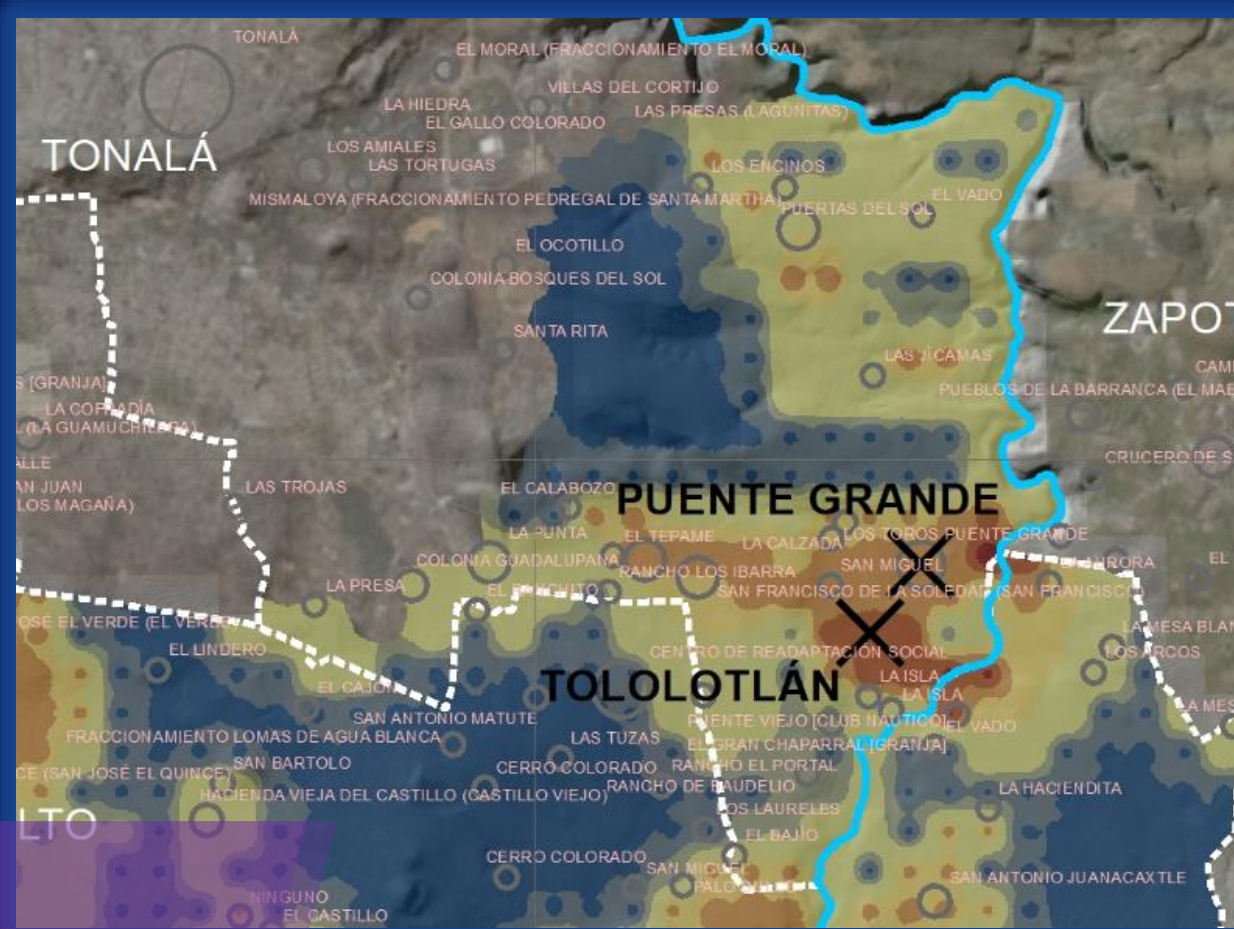 TONALÁ
EL MORAL (FRACCIONAMIENTO EL MORAL)
VILLAS DEL CORTIJO
LA HIEDRA
LAS PRESAS (LAGUNITAS)
EL GALLO COLORADO
TONALÁ
LOS AMIALES
LAS TORTUGAS
LOS ENCINOS
MISMALOYA (FRACCIONAMIENTO PEDREGAL DE SANTA MARTHA)
EL VADO
PUERTAS DEL SOL
EL OCOTILLO
COLONIA BOSQUES DEL SOL
ZAPOT
SANTA RITA
LAS JÍCAMAS
CAM
S [GRANJA]
PUEBLOS DE LA BARRANCA (EL MAE
LA COFRADÍA
(LA GUAMUCHILERA)
CRUCERO DE S
ALLE
AN JUAN
LAS TROJAS
EL CALABOZO
PUENTE GRANDE
LOS MAGAÑA)
LA PUNTA
EL TEPAME
LA CALZADA
LOS TOROS PUENTE GRANDE
COLONIA GUADALUPANA
RANCHO LOS IBARRA
SAN MIGUEL
AURORA
EL
LA PRESA
EL RANCHITO
SAN FRANCISCO DE LA SOLEDAD (SAN FRANCISCO
JOSÉ EL VERDE (EL VERDE)
LA MESA BLAN
EL LINDERO
CENTRO DE READAPTACIÓN SOCIAL
LOS ARCOS
EL CAJÓN
TOLOLOTLÁN
LA ISLA
LA ISLA
LA MES
SAN ANTONIO MATUTE
PUENTE VIEJO [CLUB NÁUTICO]
EL VADO
FRACCIONAMIENTO LOMAS DE AGUA BLANCA
LAS TUZAS
EL GRAN CHAPARRAL [GRANJA]
SAN BARTOLO
CERRO COLORADO
RANCHO EL PORTAL
CE (SAN JOSÉ EL QUINCE)
RANCHO DE BAUDELIO
LA HACIENDITA
HACIENDA VIEJA DEL CASTILLO (CASTILLO VIEJO)
LOS LAURELES
LTO
EL BAJÍO
CERRO COLORADO
SAN MIGUEL
SAN ANTONIO JUANACAXTLE
NINGUNO
EL CASTILLO